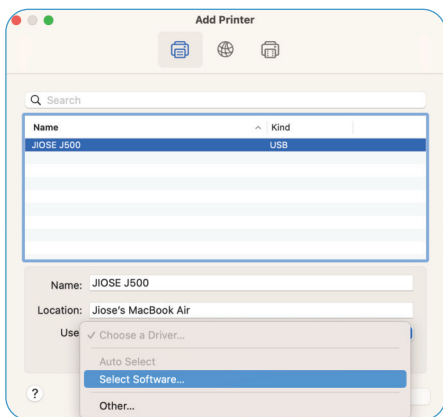 Add Printer
Search
Name Kind
JIOSE J500 USB
Name: JIOSE J500
Location: Jiose's MacBook Air
Use ✓ Choose a Driver...
Auto Select
Select Software...
? Other...